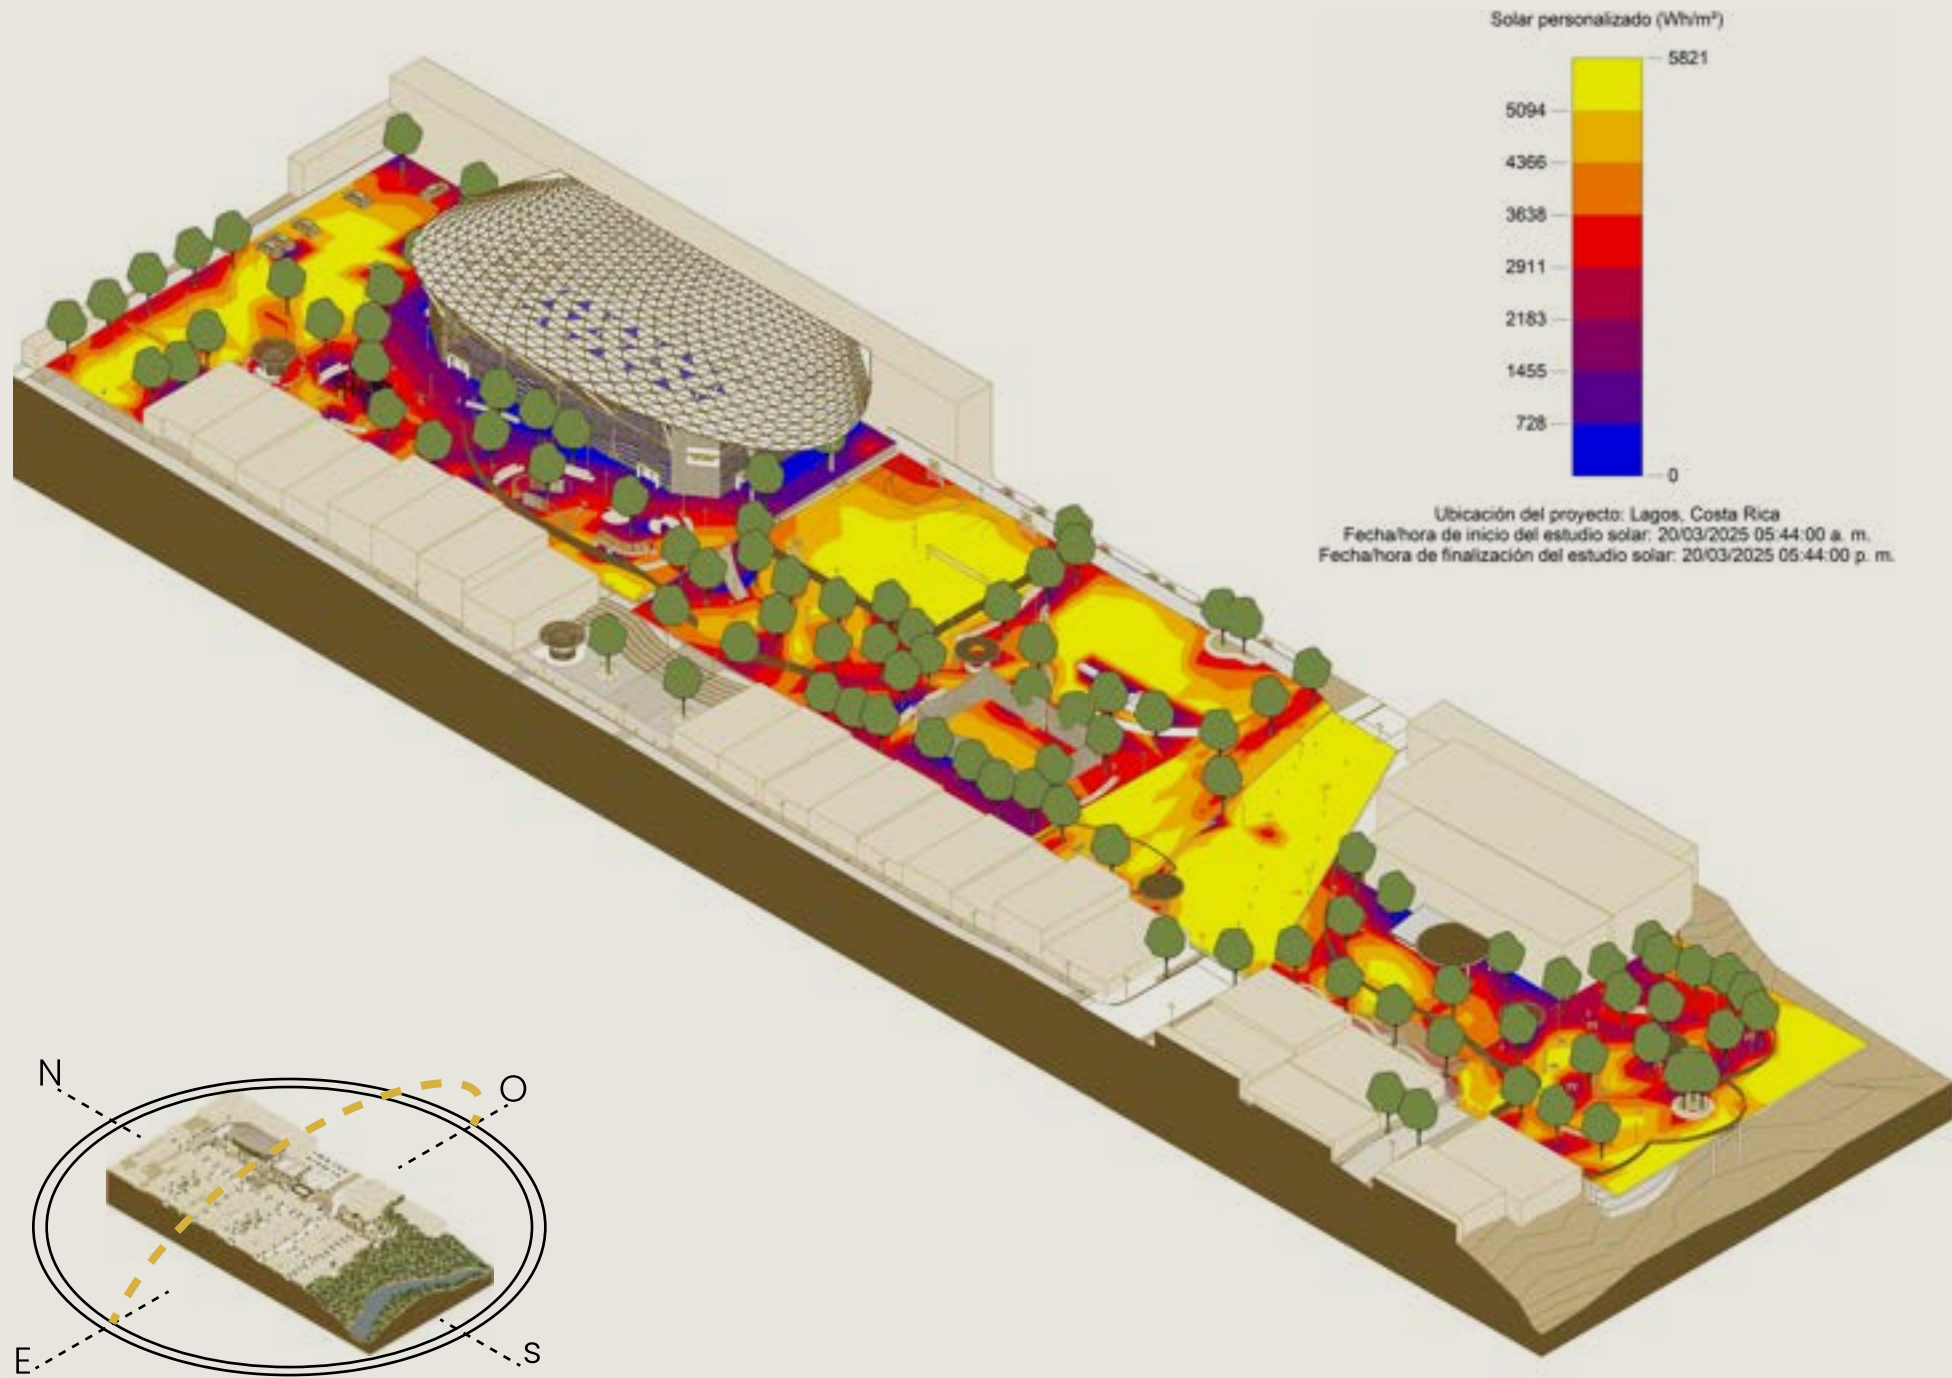 Solar personalizado (Wh/m²)
5821
5094
4366
3638
2911
2183
1455
728
0
Ubicación del proyecto: Lagos, Costa Rica
Fecha/hora de inicio del estudio solar: 20/03/2025 05:44:00 a. m.
Fecha/hora de finalización del estudio solar: 20/03/2025 05:44:00 p. m.
N
O
E
S